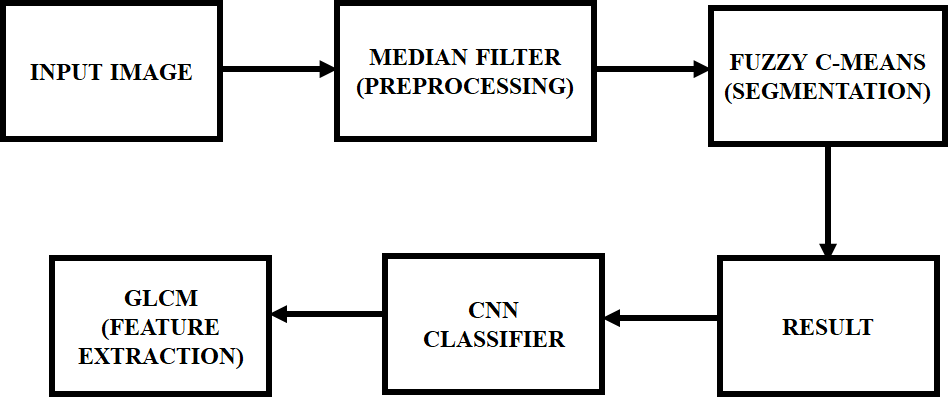 INPUT IMAGE
MEDIAN FILTER
(PREPROCESSING)
FUZZY C-MEANS
(SEGMENTATION)
GLCM
(FEATURE
EXTRACTION)
CNN
CLASSIFIER
RESULT